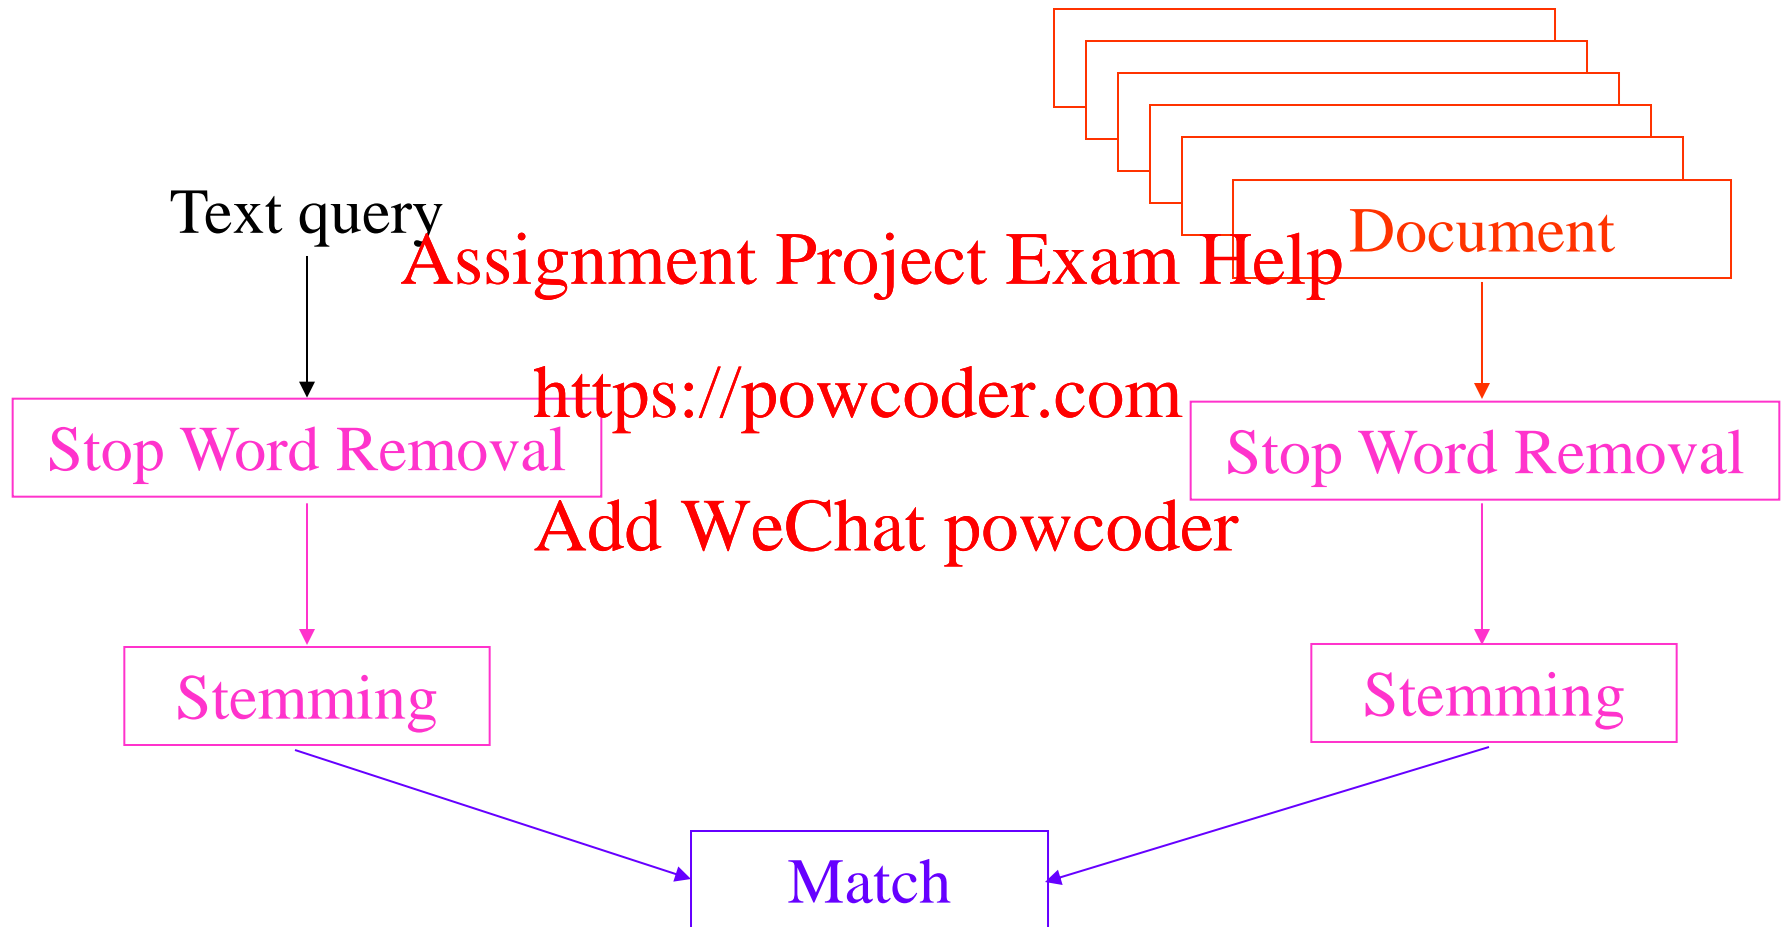 Text query
Document
Assignment Project Exam Help
https://powcoder.com
Stop Word Removal
Stop Word Removal
Add WeChat powcoder
Stemming
Stemming
Match